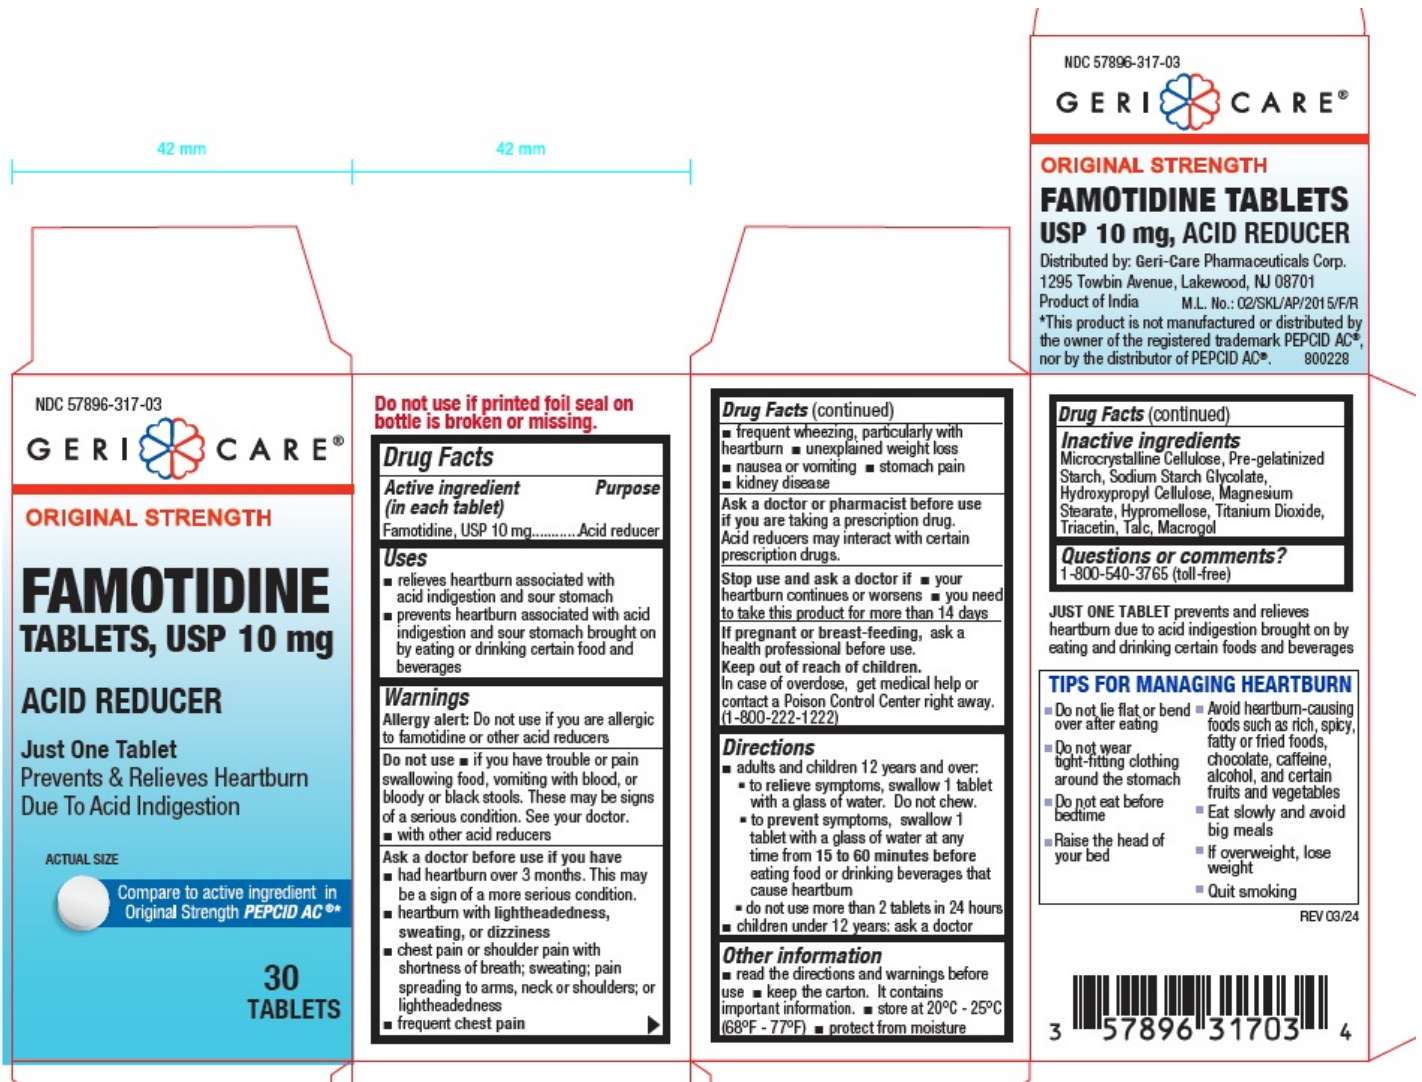 42 mm
42 mm
NDC 57896-317-03
GERI CARE®
ORIGINAL STRENGTH
FAMOTIDINE TABLETS
USP 10 mg, ACID REDUCER
Distributed by: Geri-Care Pharmaceuticals Corp.
1295 Towbin Avenue, Lakewood, NJ 08701
Product of India M.L. No.: 02/SKL/AP/2015/F/R
*This product is not manufactured or distributed by
the owner of the registered trademark PEPCID AC®,
nor by the distributor of PEPCID AC®. 800228
NDC 57896-317-03
GERI CARE®
ORIGINAL STRENGTH
FAMOTIDINE
TABLETS, USP 10 mg
ACID REDUCER
Just One Tablet
Prevents & Relieves Heartburn
Due To Acid Indigestion
ACTUAL SIZE
Compare to active ingredient in
Original Strength PEPCID AC®*
30
TABLETS
Do not use if printed foil seal on
bottle is broken or missing.
Drug Facts
Active ingredient Purpose
(in each tablet)
Famotidine, USP 10 mg............Acid reducer
Uses
■ relieves heartburn associated with
acid indigestion and sour stomach
■ prevents heartburn associated with acid
indigestion and sour stomach brought on
by eating or drinking certain food and
beverages
Warnings
Allergy alert: Do not use if you are allergic
to famotidine or other acid reducers
Do not use ■ if you have trouble or pain
swallowing food, vomiting with blood, or
bloody or black stools. These may be signs
of a serious condition. See your doctor.
■ with other acid reducers
Ask a doctor before use if you have
■ had heartburn over 3 months. This may
be a sign of a more serious condition.
■ heartburn with lightheadedness,
sweating, or dizziness
■ chest pain or shoulder pain with
shortness of breath; sweating; pain
spreading to arms, neck or shoulders; or
lightheadedness
■ frequent chest pain
Drug Facts (continued)
■ frequent wheezing, particularly with
heartburn ■ unexplained weight loss
■ nausea or vomiting ■ stomach pain
■ kidney disease
Ask a doctor or pharmacist before use
if you are taking a prescription drug.
Acid reducers may interact with certain
prescription drugs.
Stop use and ask a doctor if ■ your
heartburn continues or worsens ■ you need
to take this product for more than 14 days
If pregnant or breast-feeding, ask a
health professional before use.
Keep out of reach of children.
In case of overdose, get medical help or
contact a Poison Control Center right away.
(1-800-222-1222)
Directions
■ adults and children 12 years and over:
■ to relieve symptoms, swallow 1 tablet
with a glass of water. Do not chew.
■ to prevent symptoms, swallow 1
tablet with a glass of water at any
time from 15 to 60 minutes before
eating food or drinking beverages that
cause heartburn
■ do not use more than 2 tablets in 24 hours
■ children under 12 years: ask a doctor
Other information
■ read the directions and warnings before
use ■ keep the carton. It contains
important information. ■ store at 20°C - 25°C
(68°F - 77°F) ■ protect from moisture
Drug Facts (continued)
Inactive ingredients
Microcrystalline Cellulose, Pre-gelatinized
Starch, Sodium Starch Glycolate,
Hydroxypropyl Cellulose, Magnesium
Stearate, Hypromellose, Titanium Dioxide,
Triacetin, Talc, Macrogol
Questions or comments?
1-800-540-3765 (toll-free)
JUST ONE TABLET prevents and relieves
heartburn due to acid indigestion brought on by
eating and drinking certain foods and beverages
TIPS FOR MANAGING HEARTBURN
■ Do not lie flat or bend
over after eating
■ Do not wear
tight-fitting clothing
around the stomach
■ Do not eat before
bedtime
■ Raise the head of
your bed
■ Avoid heartburn-causing
foods such as rich, spicy,
fatty or fried foods,
chocolate, caffeine,
alcohol, and certain
fruits and vegetables
■ Eat slowly and avoid
big meals
■ If overweight, lose
weight
■ Quit smoking
REV 03/24
3 57896 31703 4